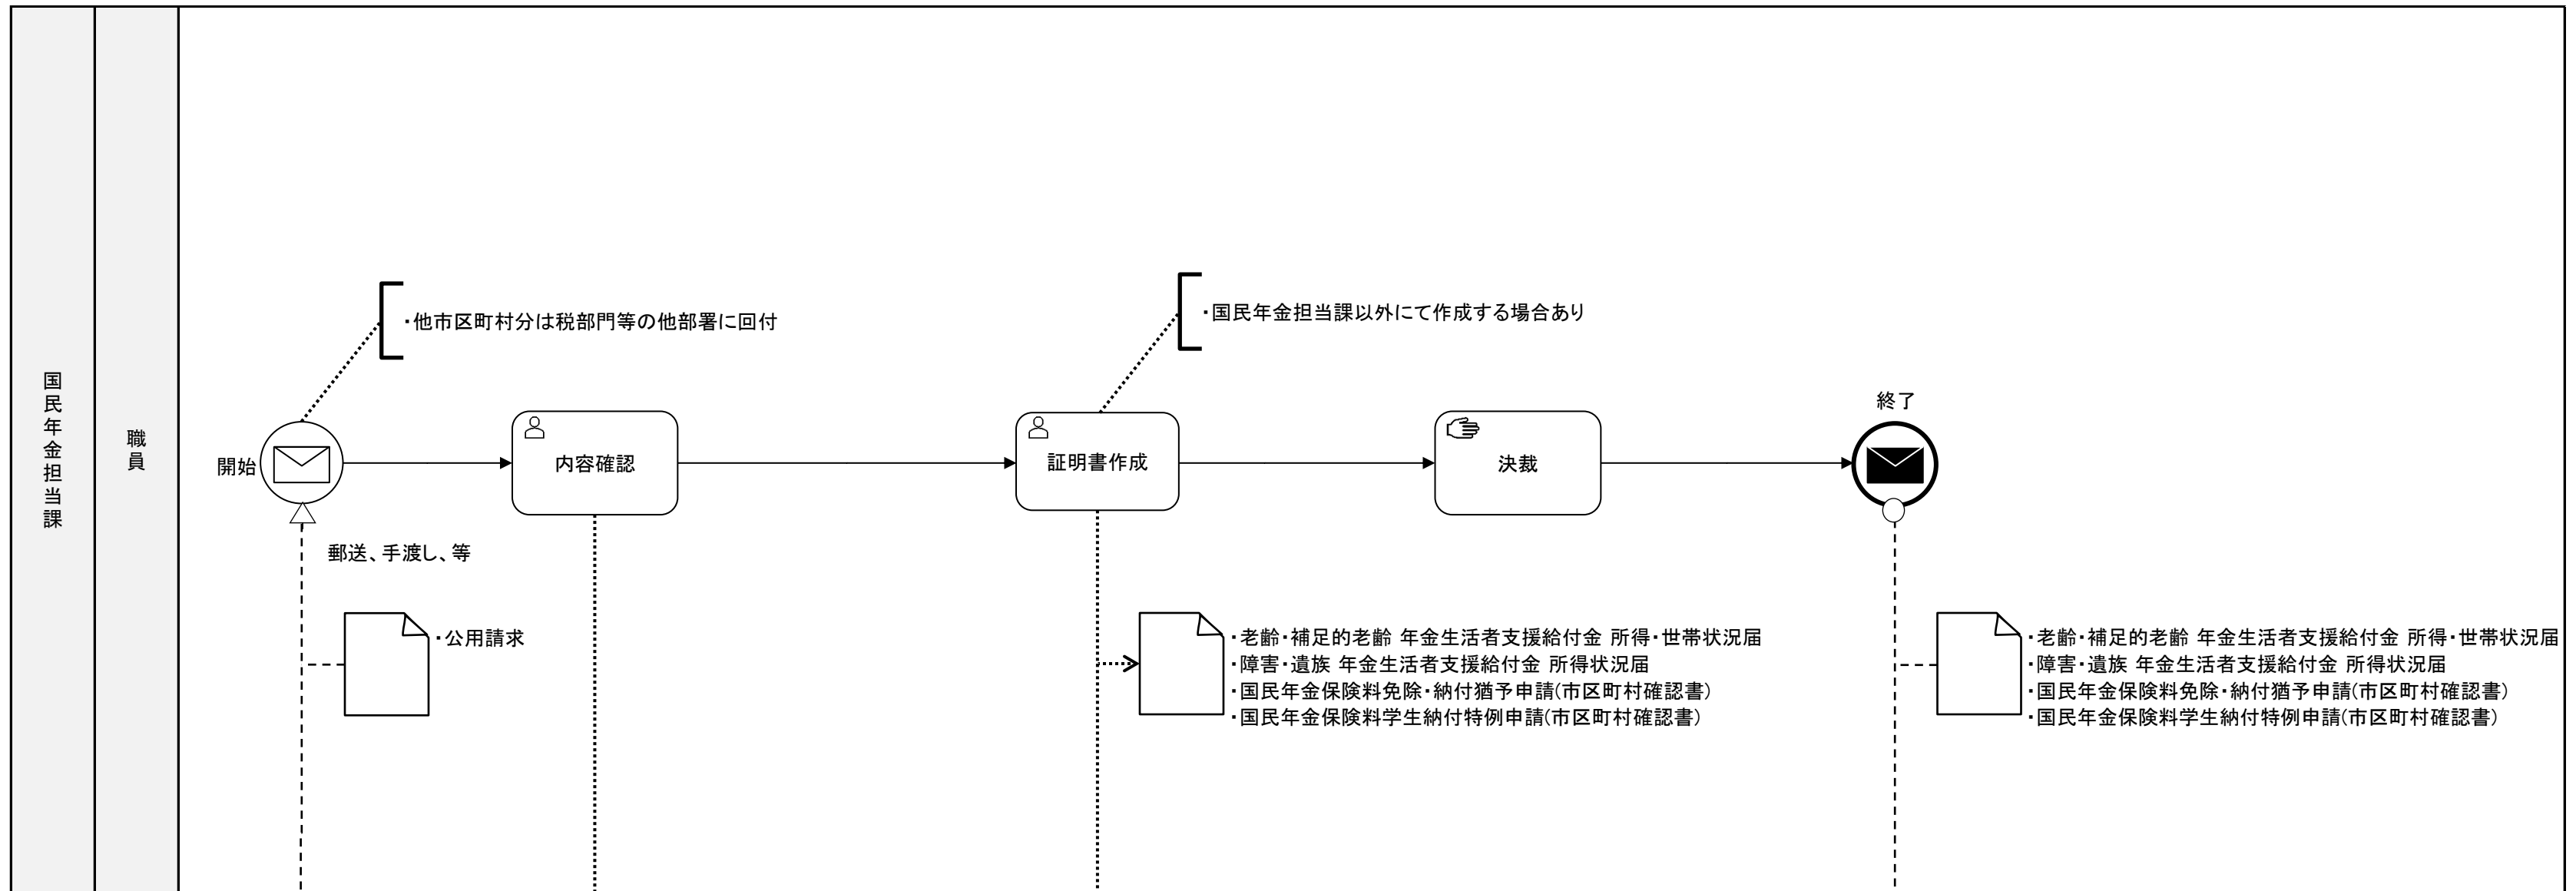 国民年金担当課
職員
・他市区町村分は税部門等の他部署に回付
・国民年金担当課以外にて作成する場合あり
開始
内容確認
証明書作成
決裁
終了
郵送、手渡し、等
・公用請求
・老齢・補足的老齢 年金生活者支援給付金 所得・世帯状況届
・障害・遺族 年金生活者支援給付金 所得状況届
・国民年金保険料免除・納付猶予申請(市区町村確認書)
・国民年金保険料学生納付特例申請(市区町村確認書)
・老齢・補足的老齢 年金生活者支援給付金 所得・世帯状況届
・障害・遺族 年金生活者支援給付金 所得状況届
・国民年金保険料免除・納付猶予申請(市区町村確認書)
・国民年金保険料学生納付特例申請(市区町村確認書)